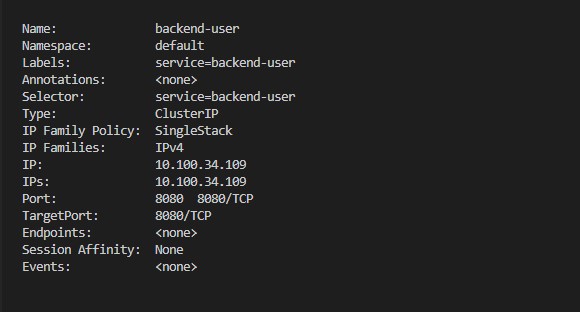 Name: backend-user
Namespace: default
Labels: service=backend-user
Annotations: <none>
Selector: service=backend-user
Type: ClusterIP
IP Family Policy: SingleStack
IP Families: IPv4
IP: 10.100.34.109
IPs: 10.100.34.109
Port: 8080 8080/TCP
TargetPort: 8080/TCP
Endpoints: <none>
Session Affinity: None
Events: <none>